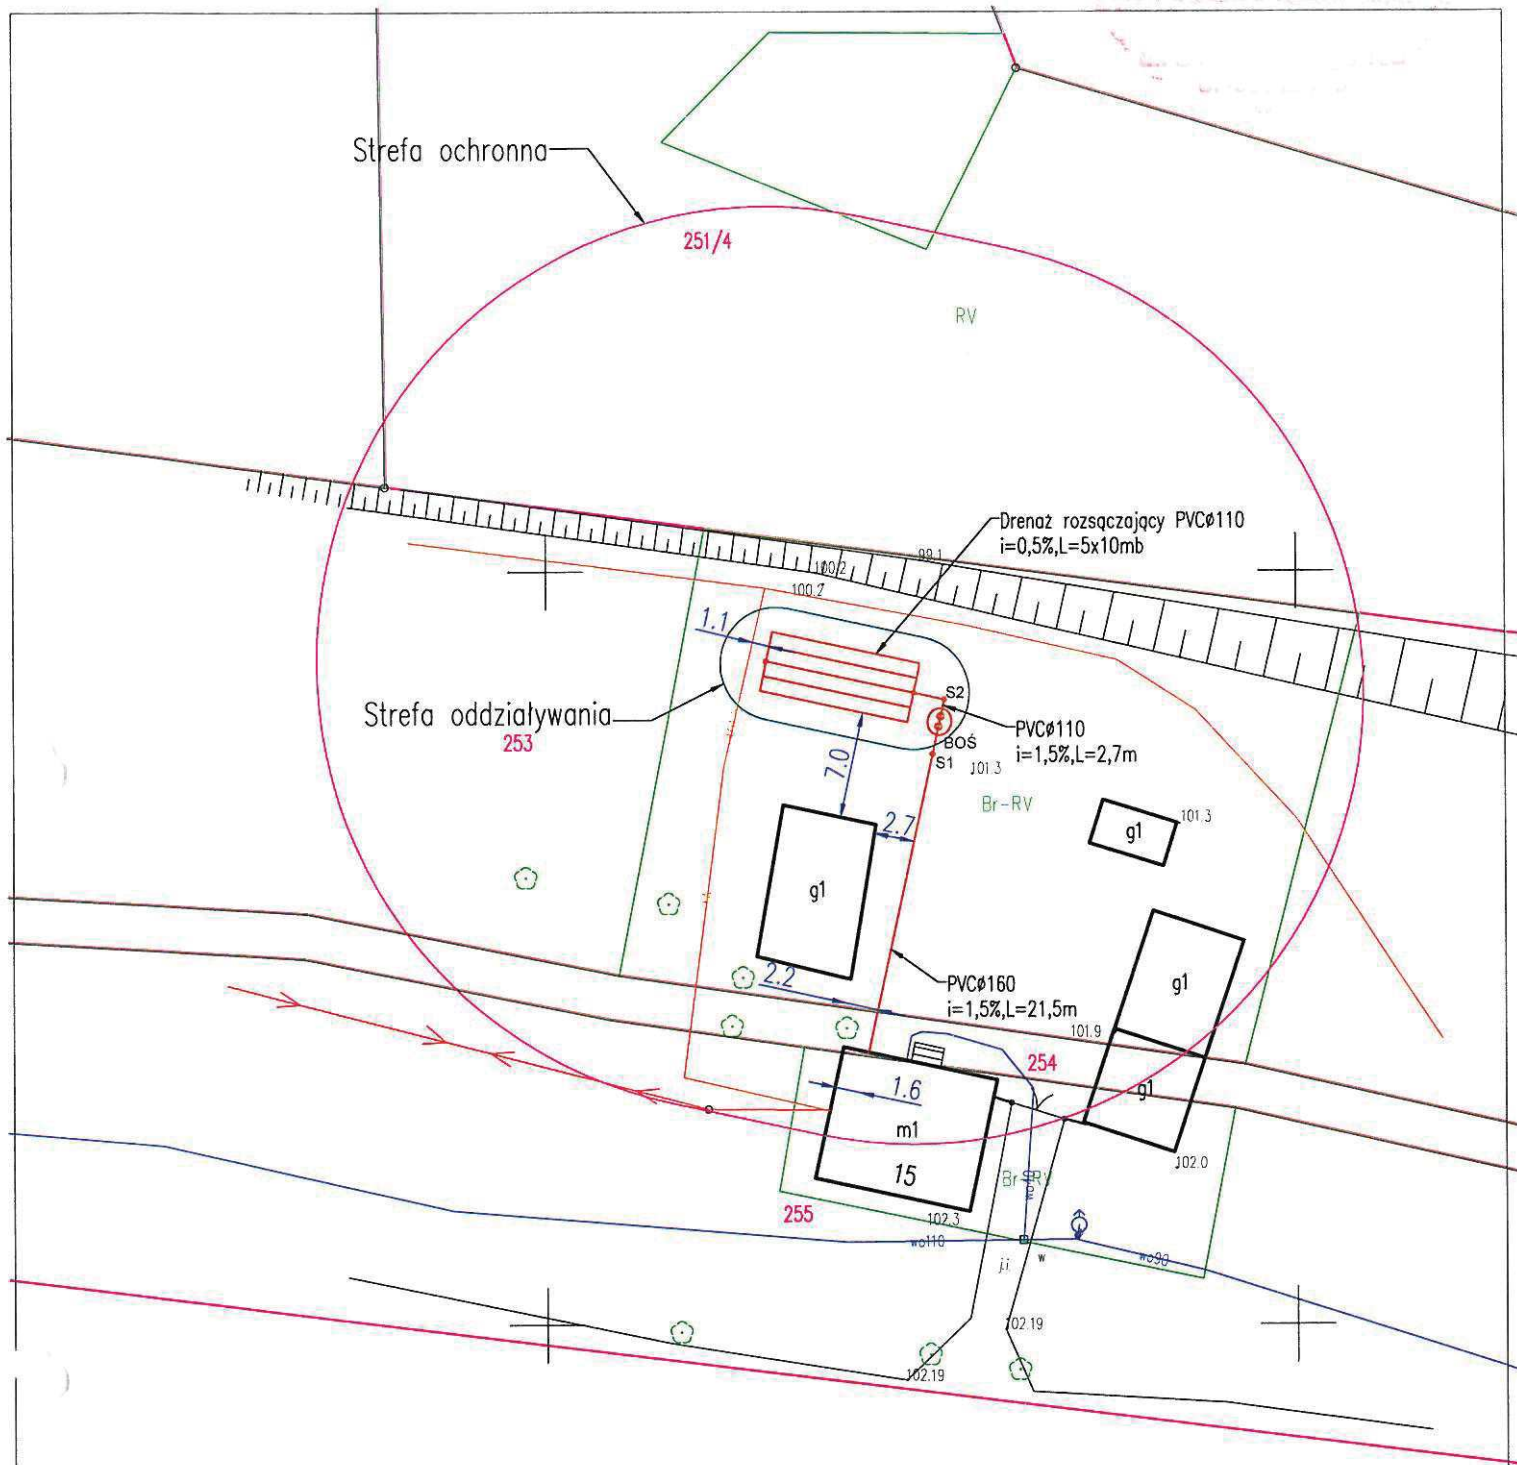 Strefa ochronna
251/4
RV
Drenaż rozsączający PVCø110
i=0,5%,L=5x10mb
99.1
100.2
100.2
1.1
S2
Strefa oddziaływania
253
PVCø110
i=1,5%,L=2,7m
BOŚ
S1
101.3
7.0
Br-RV
2.7
g1
101.3
g1
2.2
PVCø160
i=1,5%,L=21,5m
g1
101.9
254
1.6
g1
m1
15
102.0
Br-RV
255
102.3
wo110
wo90
j.i.
w
102.19
102.19